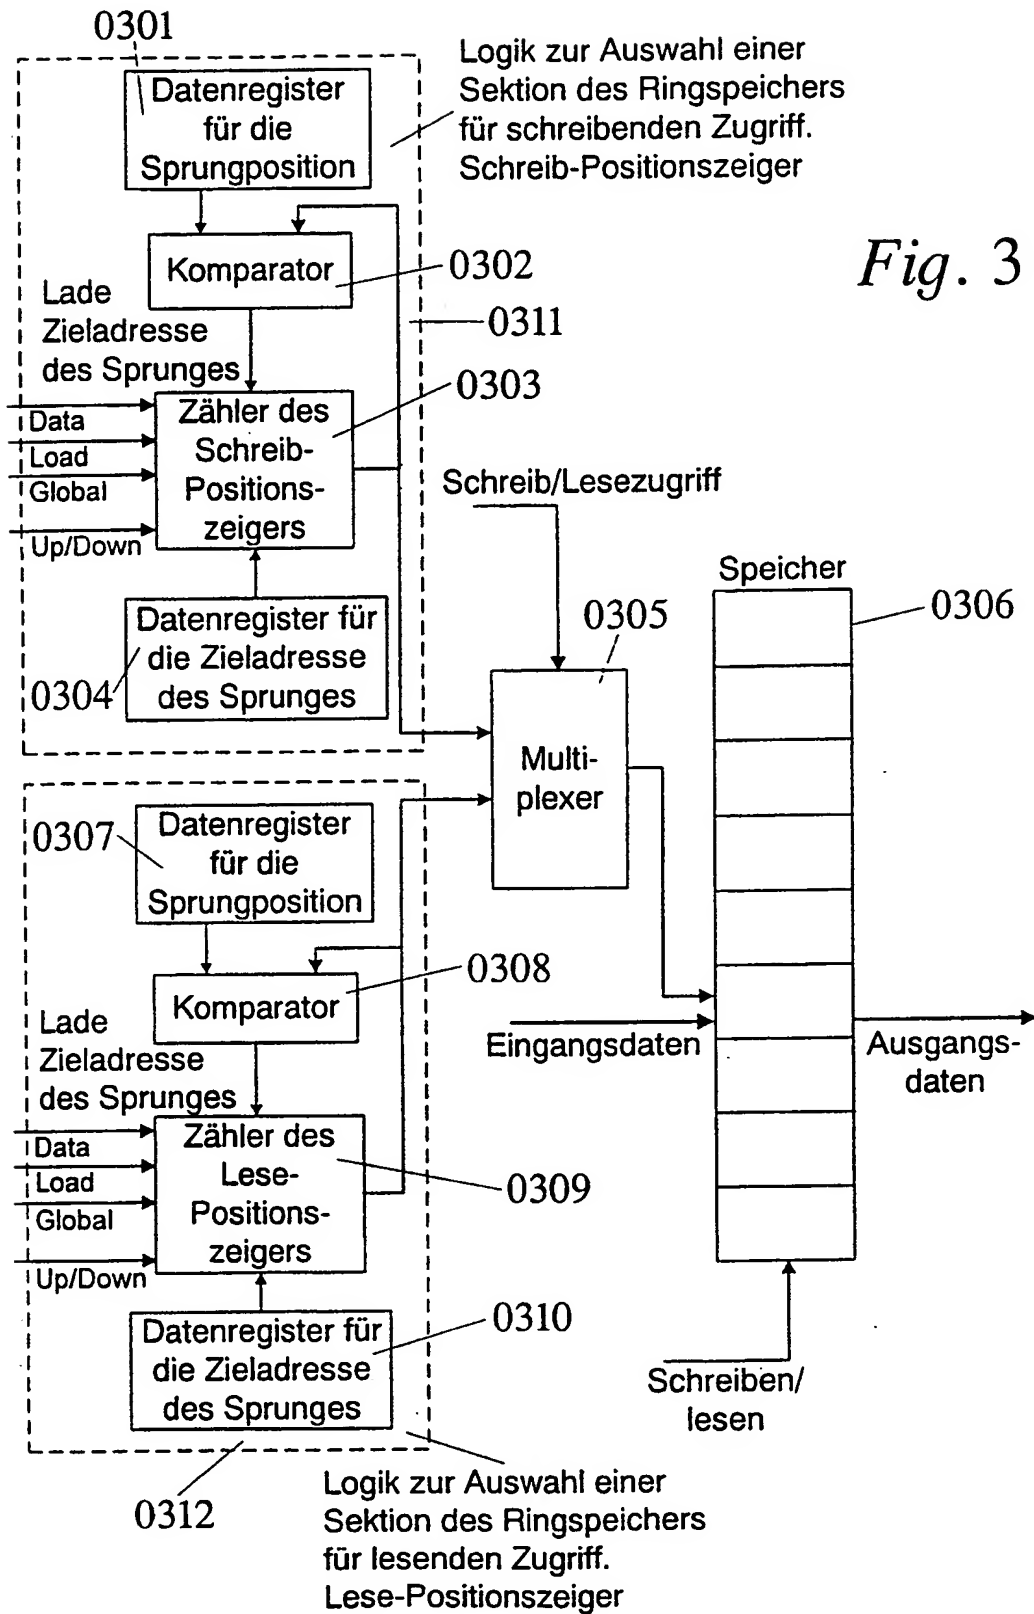 0301
Logik zur Auswahl einer
Sektion des Ringspeichers
für schreibenden Zugriff.
Schreib-Positionszeiger
Datenregister
für die
Sprungposition
Fig. 3
Komparator
0302
Lade
Zieladresse
des Sprunges
0311
0303
Zähler des
Schreib-
Positions-
zeigers
Data
Load
Global
Up/Down
Schreib/Lesezugriff
Speicher
Datenregister für
die Zieladresse
des Sprunges
0304
0305
0306
Multi-
plexer
0307
Datenregister
für die
Sprungposition
Komparator
0308
Lade
Zieladresse
des Sprunges
Eingangsdaten
Ausgangs-
daten
Zähler des
Lese-
Positions-
zeigers
Data
Load
Global
Up/Down
0309
Datenregister für
die Zieladresse
des Sprunges
0310
Schreiben/
lesen
0312
Logik zur Auswahl einer
Sektion des Ringspeichers
für lesenden Zugriff.
Lese-Positionszeiger